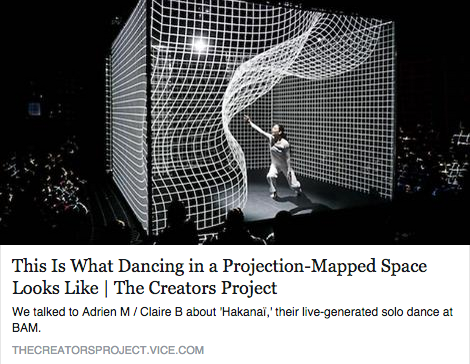 This Is What Dancing in a Projection-Mapped Space
Looks Like | The Creators Project
We talked to Adrien M / Claire B about 'Hakanaï,' their live-generated solo dance at
BAM.
THECREATORSPROJECT.VICE.COM